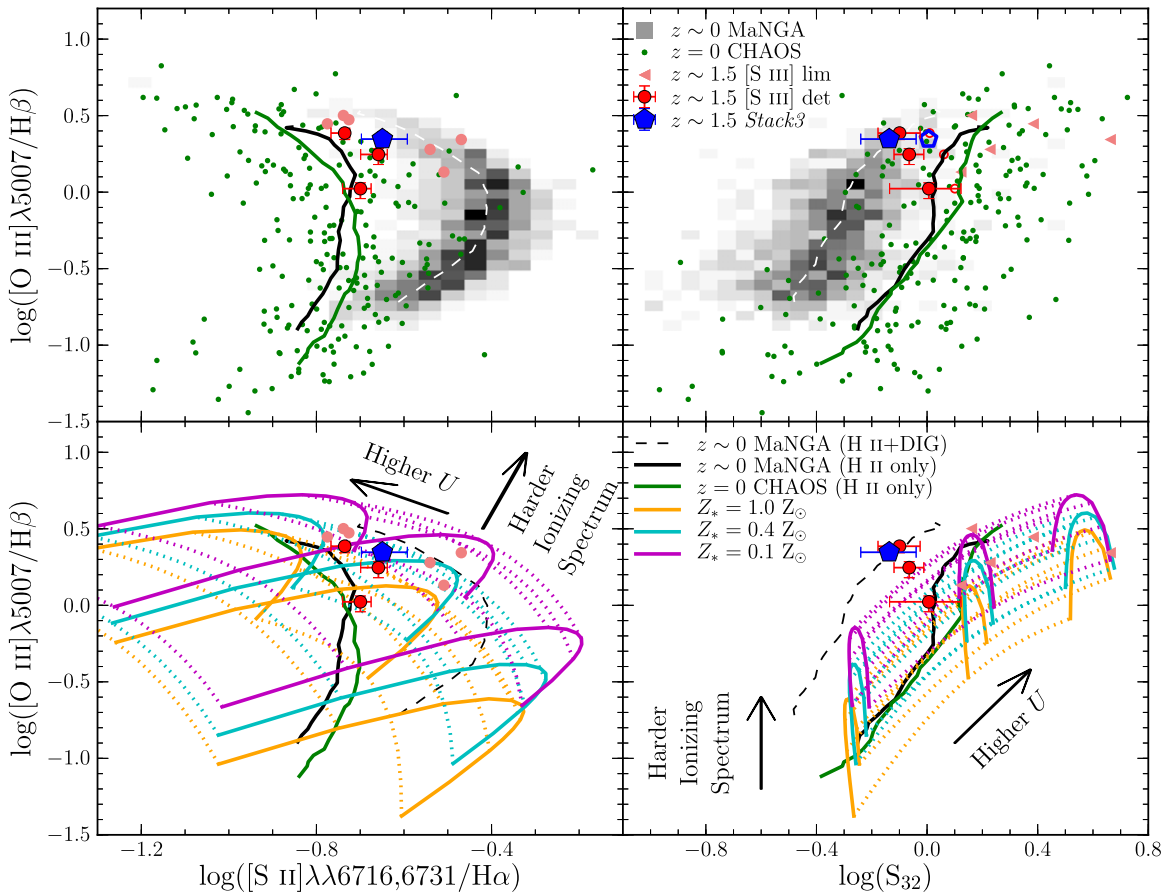 1.0
0.5
0.0
−0.5
−1.0
−1.5
log([O III]λ5007/Hβ)
z ∼ 0 MaNGA
z = 0 CHAOS
z ∼ 1.5 [S III] lim
z ∼ 1.5 [S III] det
z ∼ 1.5 Stack3
1.0
0.5
0.0
−0.5
−1.0
−1.5
log([O III]λ5007/Hβ)
Higher U
Harder
Ionizing
Spectrum
z ∼ 0 MaNGA (H II+DIG)
z ∼ 0 MaNGA (H II only)
z = 0 CHAOS (H II only)
Z* = 1.0 Z⊙
Z* = 0.4 Z⊙
Z* = 0.1 Z⊙
Harder
Ionizing
Spectrum
Higher U
−1.2 −0.8 −0.4
log([S II]λλ6716,6731/Hα)
−0.8 −0.4 0.0 0.4 0.8
log(S₃₂)